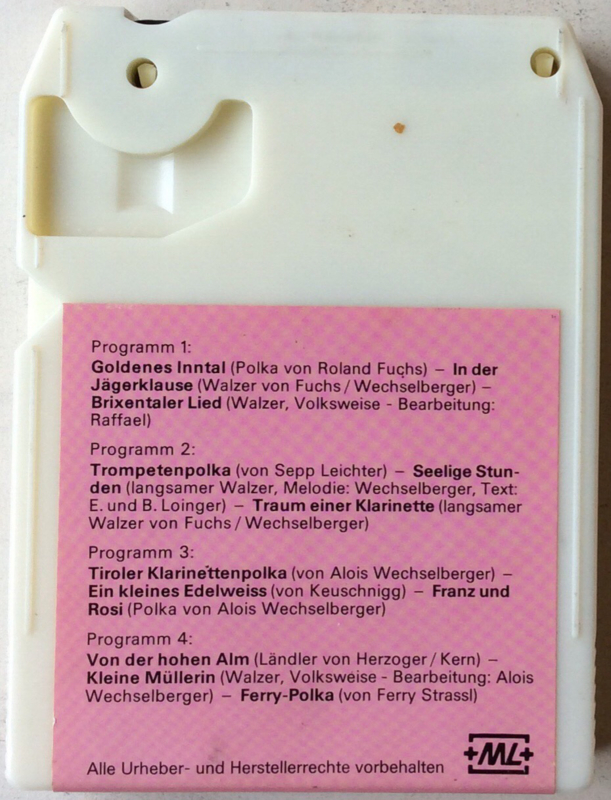 Programm 1:
Goldenes Inntal (Polka von Roland Fuchs) – In der
Jägerklause (Walzer von Fuchs / Wechselberger) –
Brixentaler Lied (Walzer, Volksweise - Bearbeitung:
Raffael)
Programm 2:
Trompetenpolka (von Sepp Leichter) – Seelige Stun-
den (langsamer Walzer, Melodie: Wechselberger, Text:
E. und B. Loinger) – Traum einer Klarinette (langsamer
Walzer von Fuchs / Wechselberger)
Programm 3:
Tiroler Klarinettenpolka (von Alois Wechselberger) –
Ein kleines Edelweiss (von Keuschnigg) – Franz und
Rosi (Polka von Alois Wechselberger)
Programm 4:
Von der hohen Alm (Ländler von Herzoger / Kern) –
Kleine Müllerin (Walzer, Volksweise - Bearbeitung: Alois
Wechselberger) – Ferry-Polka (von Ferry Strassl)
+ML+
Alle Urheber- und Herstellerrechte vorbehalten